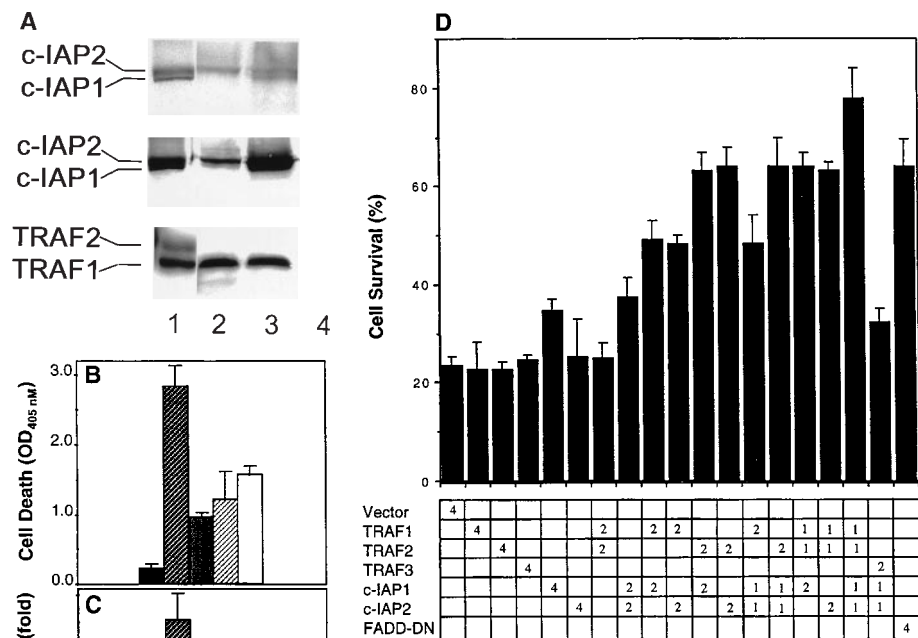 A
c-IAP2
c-IAP1
c-IAP2
c-IAP1
TRAF2
TRAF1
1 2 3 4
B
Cell Death (OD405 nM)
3.0
2.0
1.0
0.0
C
(fold)
D
Cell Survival (%)
80
60
40
20
0
Vector 4
TRAF1 4 2 2 2 2 1 1 1
TRAF2 4 2 2 2 2 1 1 1
TRAF3 4 2
c-IAP1 4 2 2 2 1 1 2 1 1
c-IAP2 4 2 2 2 1 1 2 1 1
FADD-DN 4